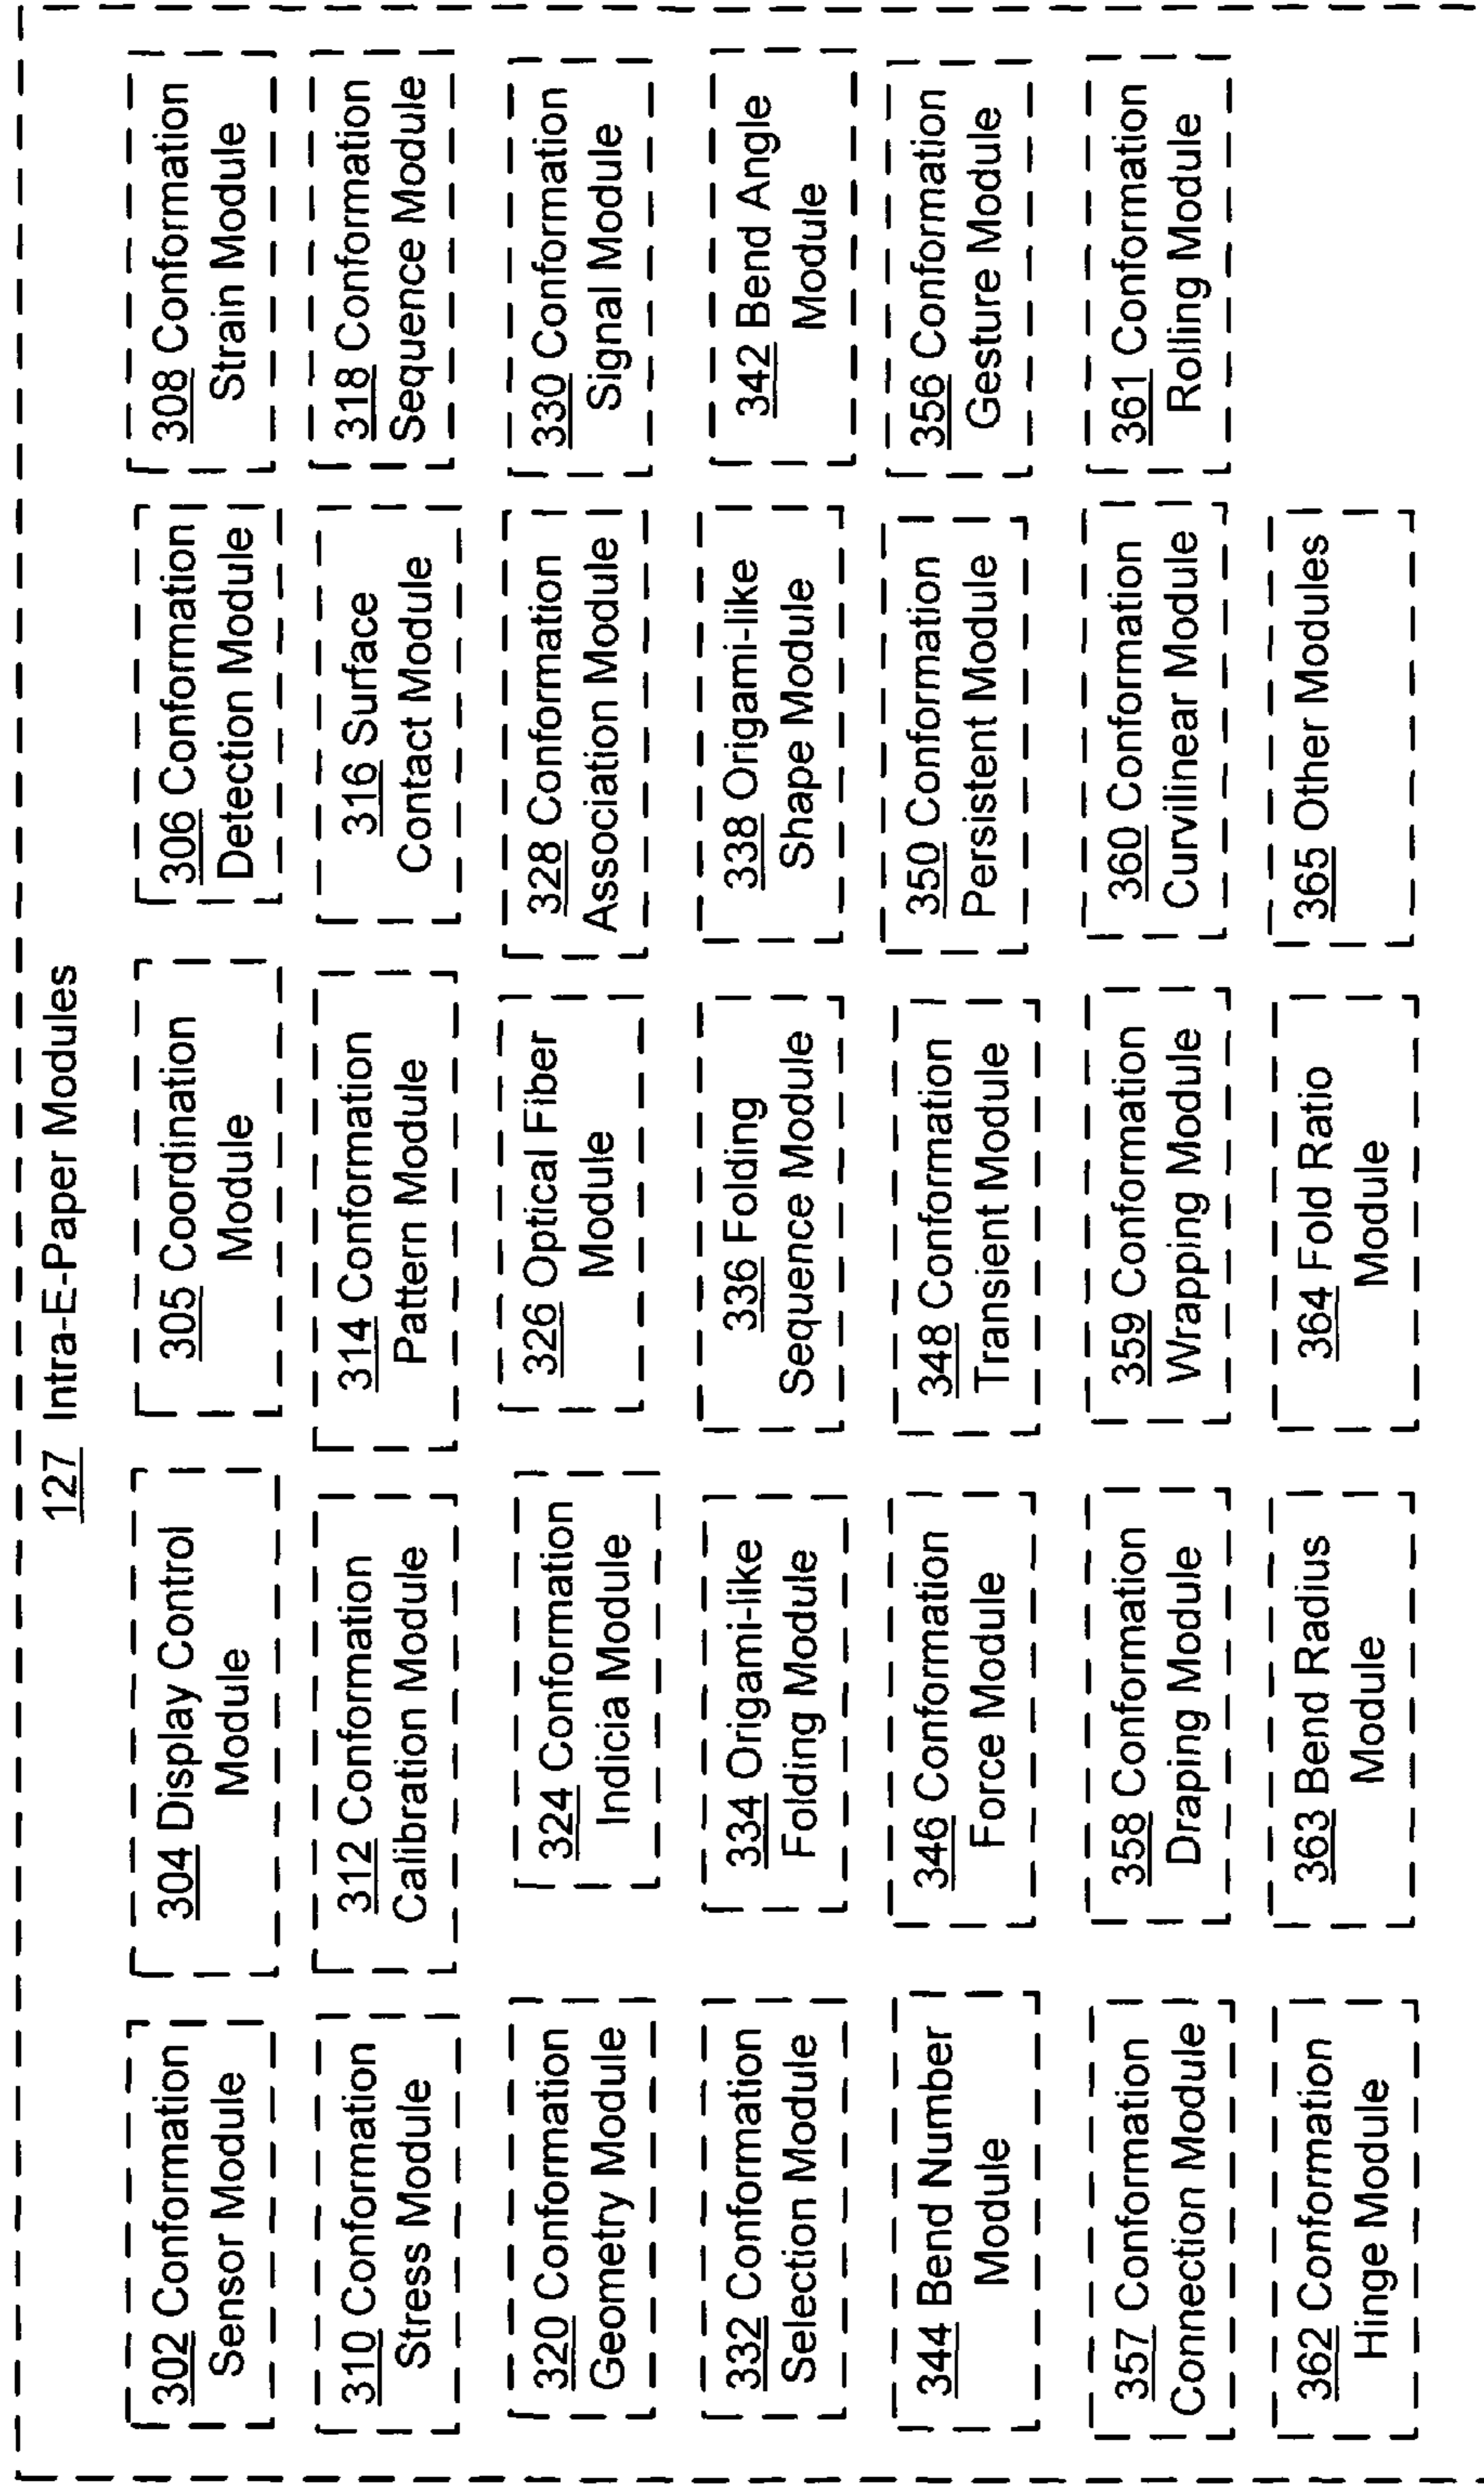 127 Intra-E-Paper Modules
302 Conformation
Sensor Module
304 Display Control
Module
305 Coordination
Module
306 Conformation
Detection Module
308 Conformation
Strain Module
310 Conformation
Stress Module
312 Conformation
Calibration Module
314 Conformation
Pattern Module
316 Surface
Contact Module
318 Conformation
Sequence Module
320 Conformation
Geometry Module
324 Conformation
Indicia Module
326 Optical Fiber
Module
328 Conformation
Association Module
330 Conformation
Signal Module
332 Conformation
Selection Module
334 Origami-like
Folding Module
336 Folding
Sequence Module
338 Origami-like
Shape Module
342 Bend Angle
Module
344 Bend Number
Module
346 Conformation
Force Module
348 Conformation
Transient Module
350 Conformation
Persistent Module
356 Conformation
Gesture Module
357 Conformation
Connection Module
358 Conformation
Draping Module
359 Conformation
Wrapping Module
360 Conformation
Curvilinear Module
361 Conformation
Rolling Module
362 Conformation
Hinge Module
363 Bend Radius
Module
364 Fold Ratio
Module
365 Other Modules